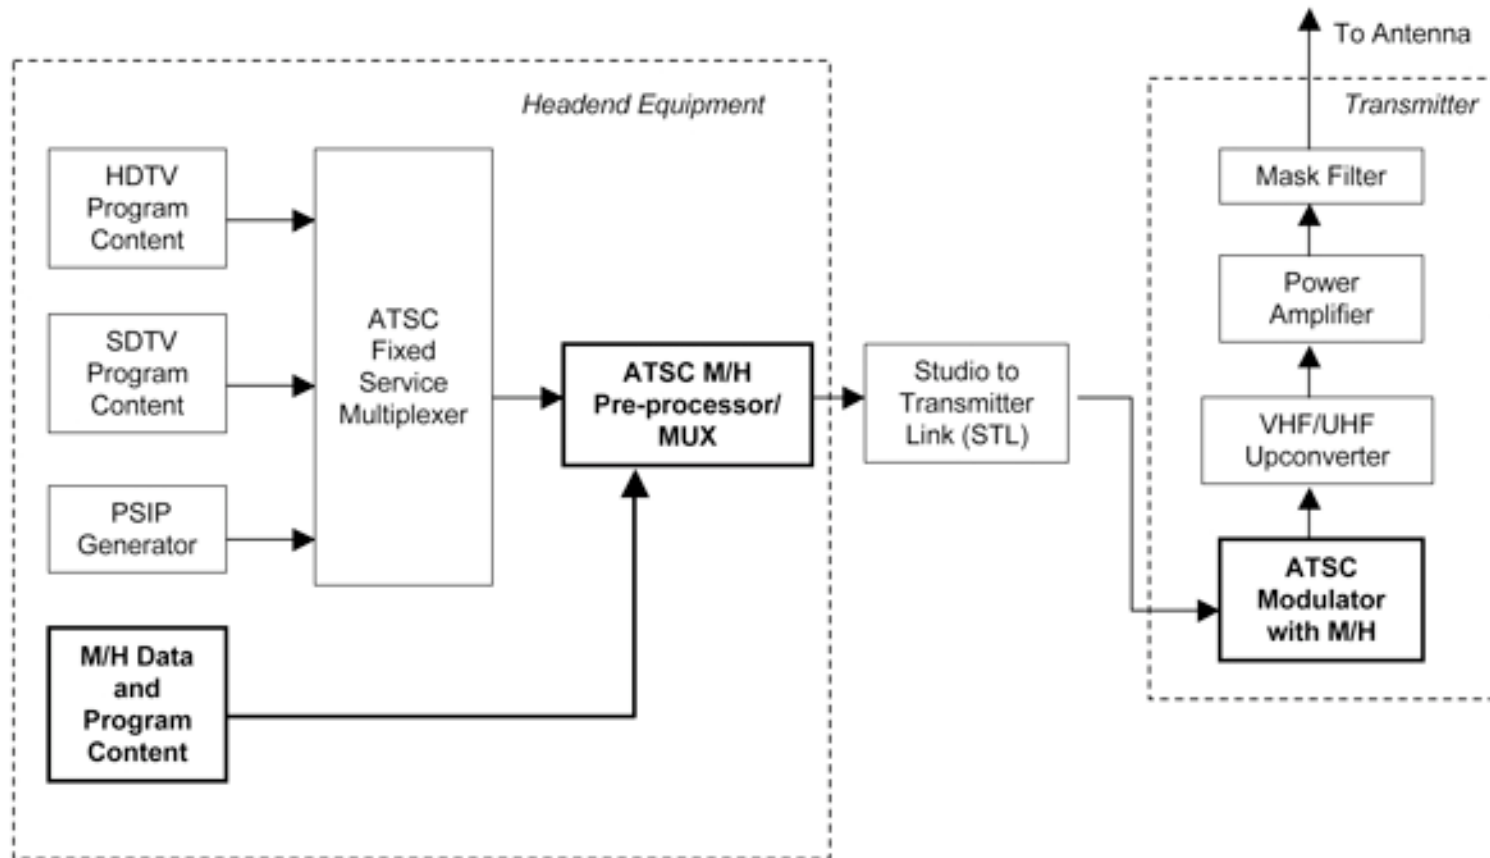 To Antenna
Headend Equipment
Transmitter
HDTV
Program
Content
SDTV
Program
Content
PSIP
Generator
M/H Data
and
Program
Content
ATSC
Fixed
Service
Multiplexer
ATSC M/H
Pre-processor/
MUX
Studio to
Transmitter
Link (STL)
Mask Filter
Power
Amplifier
VHF/UHF
Upconverter
ATSC
Modulator
with M/H